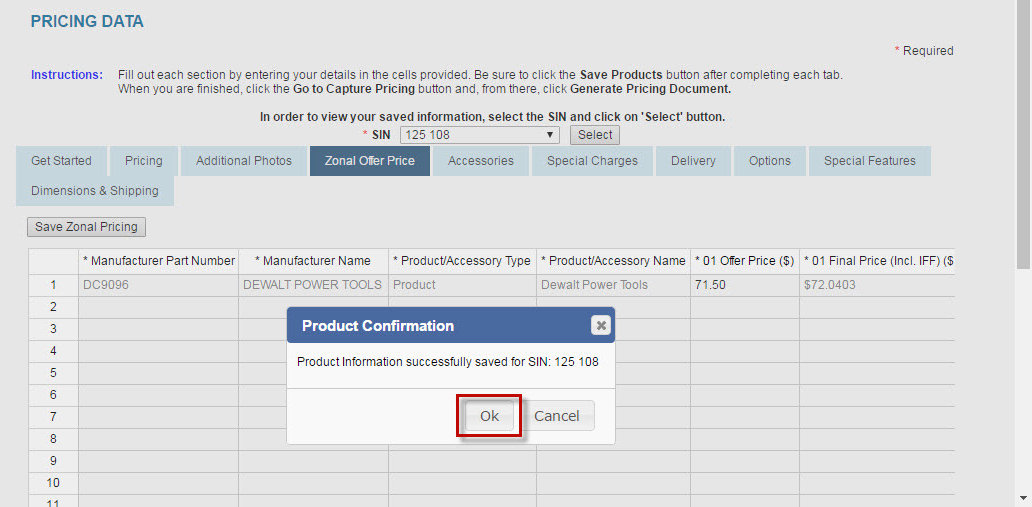 PRICING DATA
* Required
Instructions: Fill out each section by entering your details in the cells provided. Be sure to click the Save Products button after completing each tab.
When you are finished, click the Go to Capture Pricing button and, from there, click Generate Pricing Document.
In order to view your saved information, select the SIN and click on 'Select' button.
* SIN 125 108 Select
Get Started Pricing Additional Photos Zonal Offer Price Accessories Special Charges Delivery Options Special Features
Dimensions & Shipping
Save Zonal Pricing
* Manufacturer Part Number * Manufacturer Name * Product/Accessory Type * Product/Accessory Name * 01 Offer Price ($) * 01 Final Price (Incl. IFF) ($
1 DC9096 DEWALT POWER TOOLS Product Dewalt Power Tools 71.50 $72.0403
2
3
4
5
6
7
8
9
10
11
Product Confirmation
Product Information successfully saved for SIN: 125 108
Ok Cancel